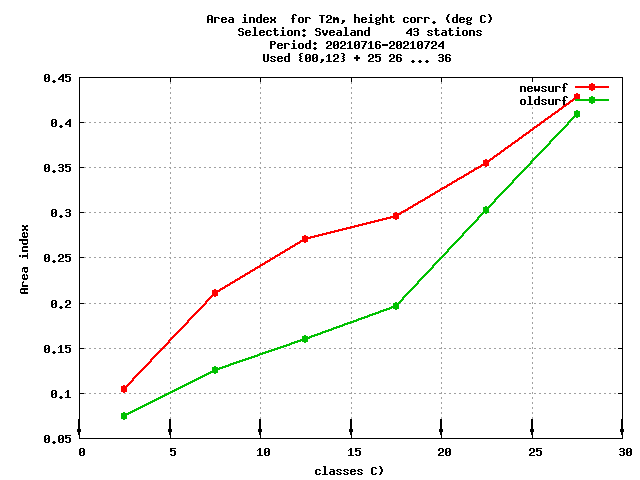 Area index  for T2m, height corr. (deg C)
Selection: Svealand     43 stations
Period: 20210716-20210724
Used {00,12} + 25 26 ... 36
newsurf
oldsurf
0.45
0.4
0.35
0.3
0.25
0.2
0.15
0.1
0.05
Area index
0 5 10 15 20 25 30
classes C)